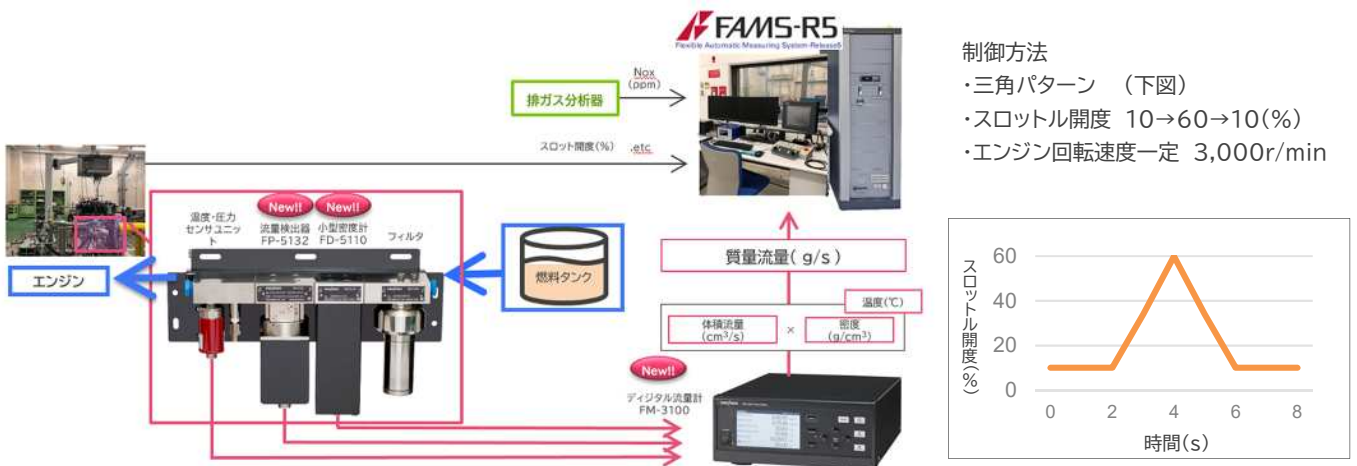 FAMS-R5
Flexible Automatic Measuring System-Release5
制御方法
・三角パターン （下図）
・スロットル開度 10→60→10(%)
・エンジン回転速度一定 3,000r/min
排ガス分析器
Nox
(ppm)
スロット開度(%) .etc
温度・圧力
センサユニッ
ト
New!!
流量検出器
FP-5132
New!!
小型密度計
FD-5110
フィルタ
エンジン
燃料タンク
質量流量( g/s )
温度(℃)
体積流量
(cm³/s)
×
密度
(g/cm³)
New!!
ディジタル流量計
FM-3100
スロットル開度(%)
60
40
20
0
0 2 4 6 8
時間(s)